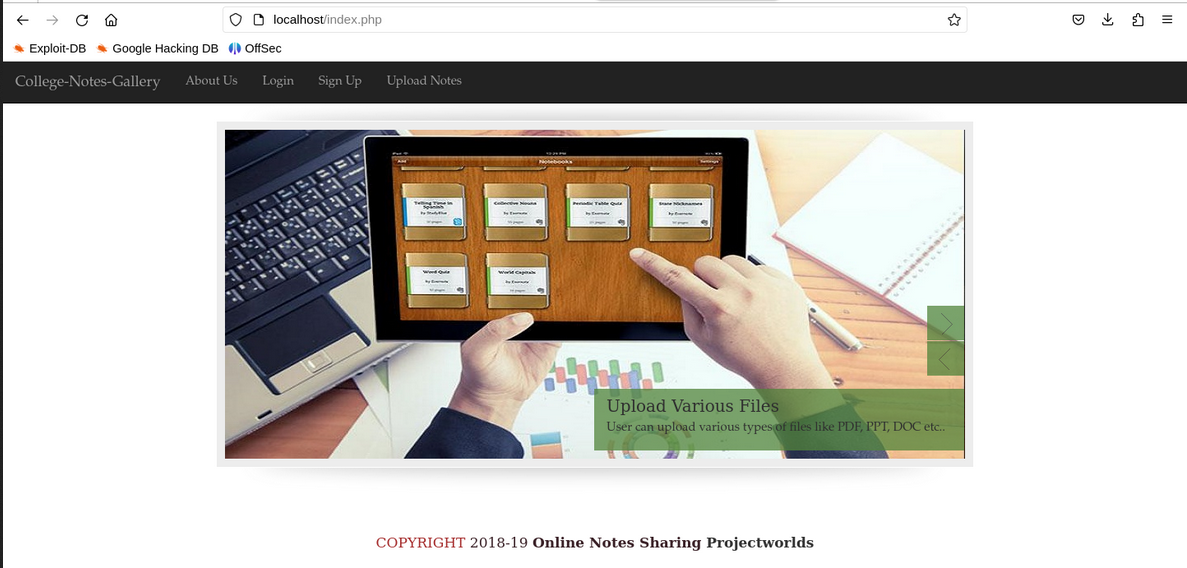 localhost/index.php
Exploit-DB Google Hacking DB OffSec
College-Notes-Gallery About Us Login Sign Up Upload Notes
Notebooks
Add
Settings
Telling Time in Spanish
Collective Nouns
Periodic Table Quiz
State Nicknames
by Evernote
by Evernote
by Evernote
Word Quiz
World Capitals
by Evernote
by Evernote
Upload Various Files
User can upload various types of files like PDF, PPT, DOC etc..
COPYRIGHT 2018-19 Online Notes Sharing Projectworlds